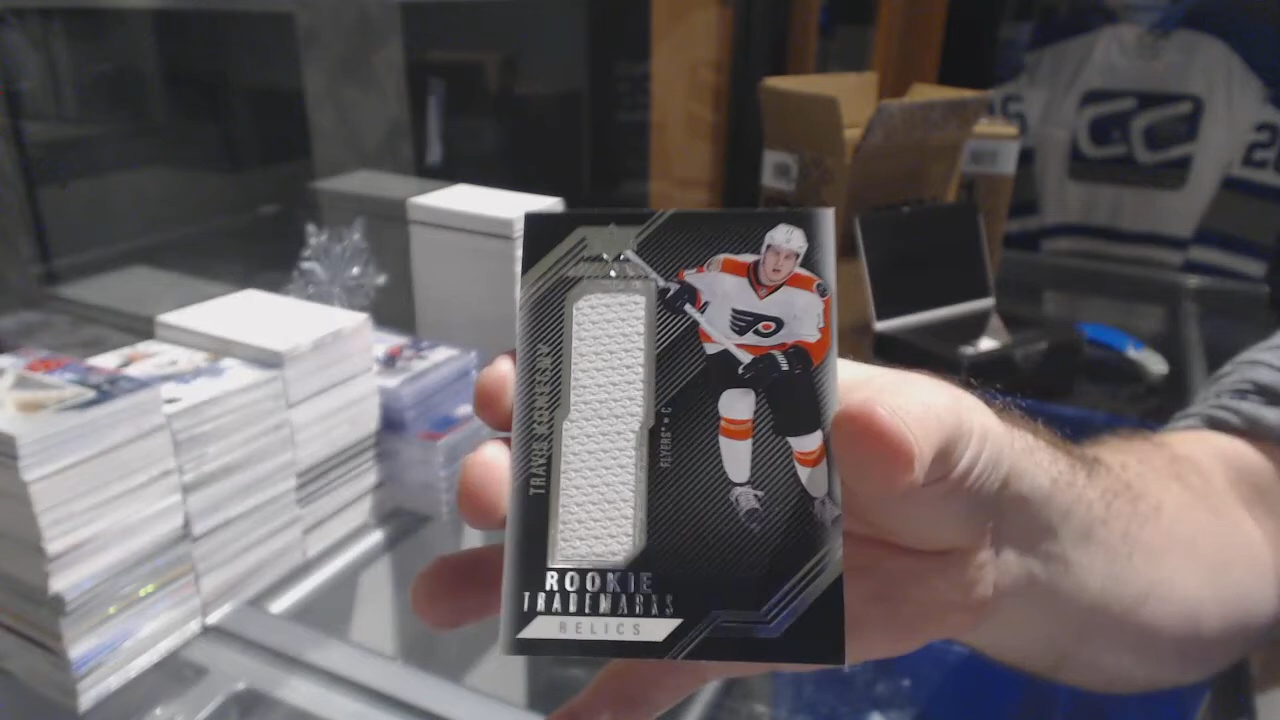 CC
TRAVIS KONECNY
FLYERS • C
ROOKIE
TRADEMARKS
RELICS